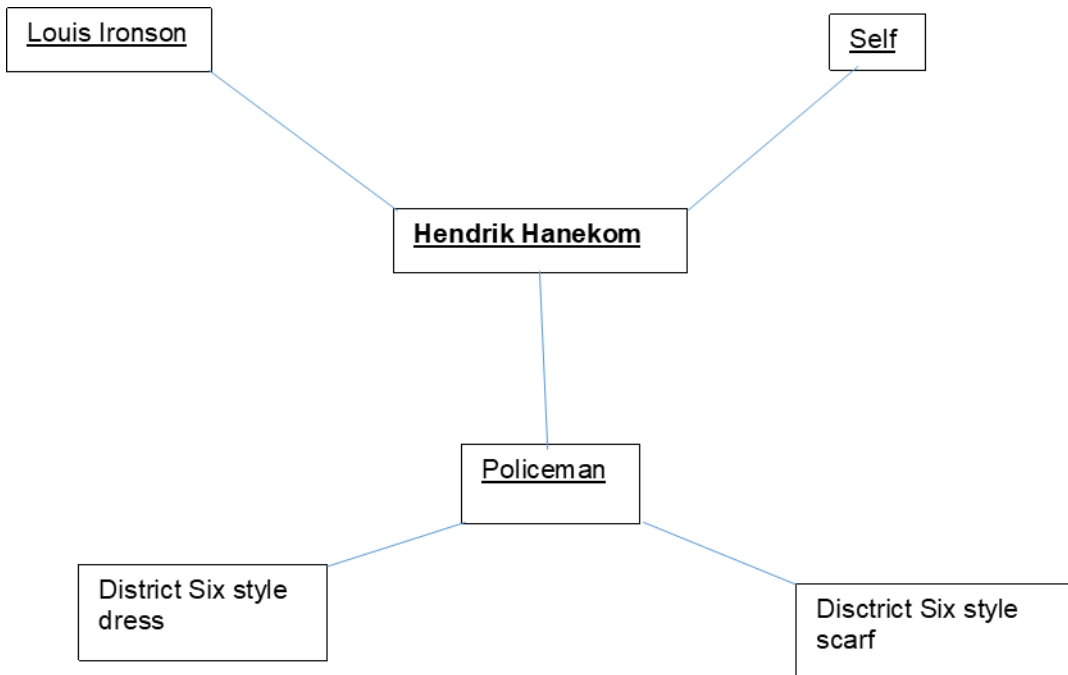 Louis Ironson
Self
Hendrik Hanekom
Policeman
District Six style
dress
Disctrict Six style
scarf